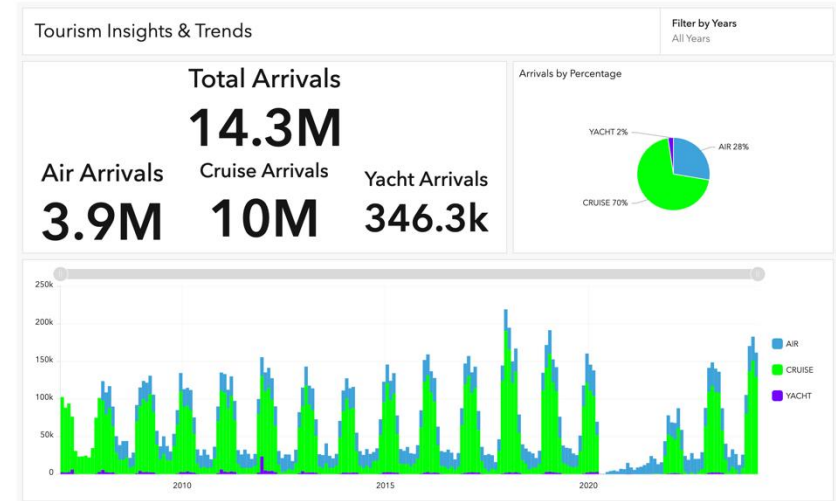 Tourism Insights & Trends
Filter by Years
All Years
Total Arrivals
14.3M
Air Arrivals
3.9M
Cruise Arrivals
10M
Yacht Arrivals
346.3k
Arrivals by Percentage
YACHT 2%
AIR 28%
CRUISE 70%
250k
200k
150k
100k
50k
0
2010
2015
2020
AIR
CRUISE
YACHT